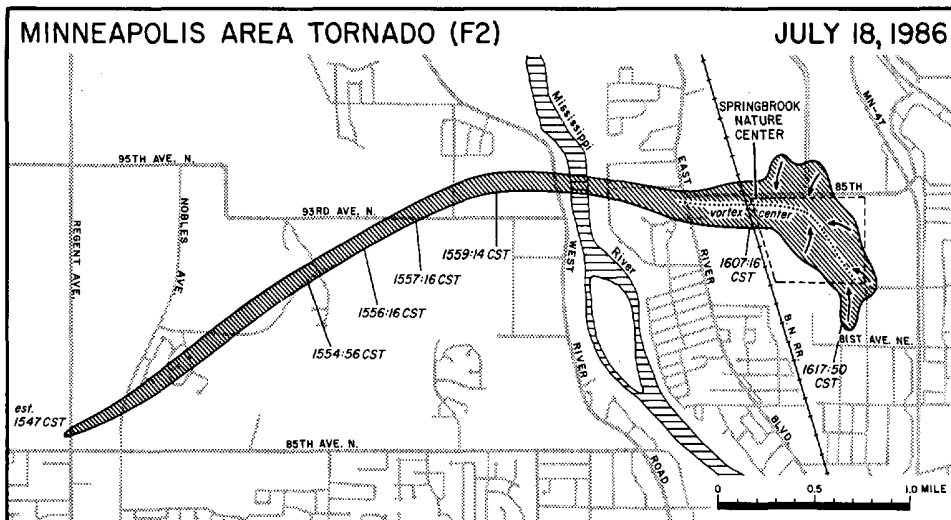 MINNEAPOLIS AREA TORNADO (F2)
JULY 18, 1986
SPRINGBROOK
NATURE
CENTER
MN-47
Mississippi
River
95TH AVE. N.
85TH
EAST
RIVER
BLVD.
REGENT AVE.
NOBLES AVE.
93RD AVE. N.
vortex center
WEST
RIVER
ROAD
1559:14 CST
1557:16 CST
1556:16 CST
1554:56 CST
1607:16
CST
B.N. RR.
81ST AVE. NE.
1617:50
CST
est.
1547 CST
85TH AVE. N.
0 0.5 1.0 MILE